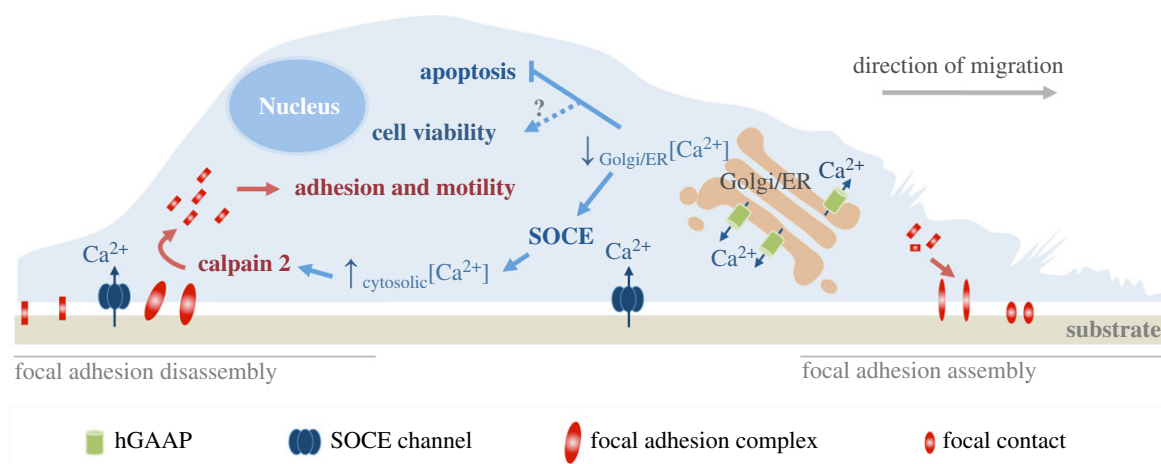 apoptosis
direction of migration
Nucleus
?
cell viability
↓ Golgi/ER[Ca²⁺]
Ca²⁺
Golgi/ER
adhesion and motility
SOCE
Ca²⁺
Ca²⁺
Ca²⁺
calpain 2
↑ cytosolic[Ca²⁺]
substrate
focal adhesion disassembly
focal adhesion assembly
hGAAP
SOCE channel
focal adhesion complex
focal contact